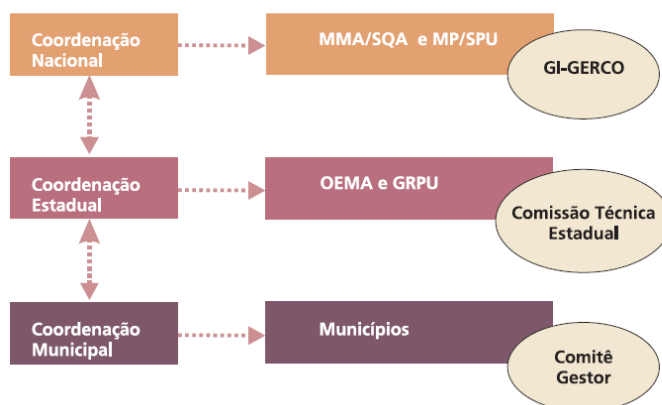 Coordenação
Nacional
MMA/SQA e MP/SPU
GI-GERCO
Coordenação
Estadual
OEMA e GRPU
Comissão Técnica
Estadual
Coordenação
Municipal
Municípios
Comitê
Gestor